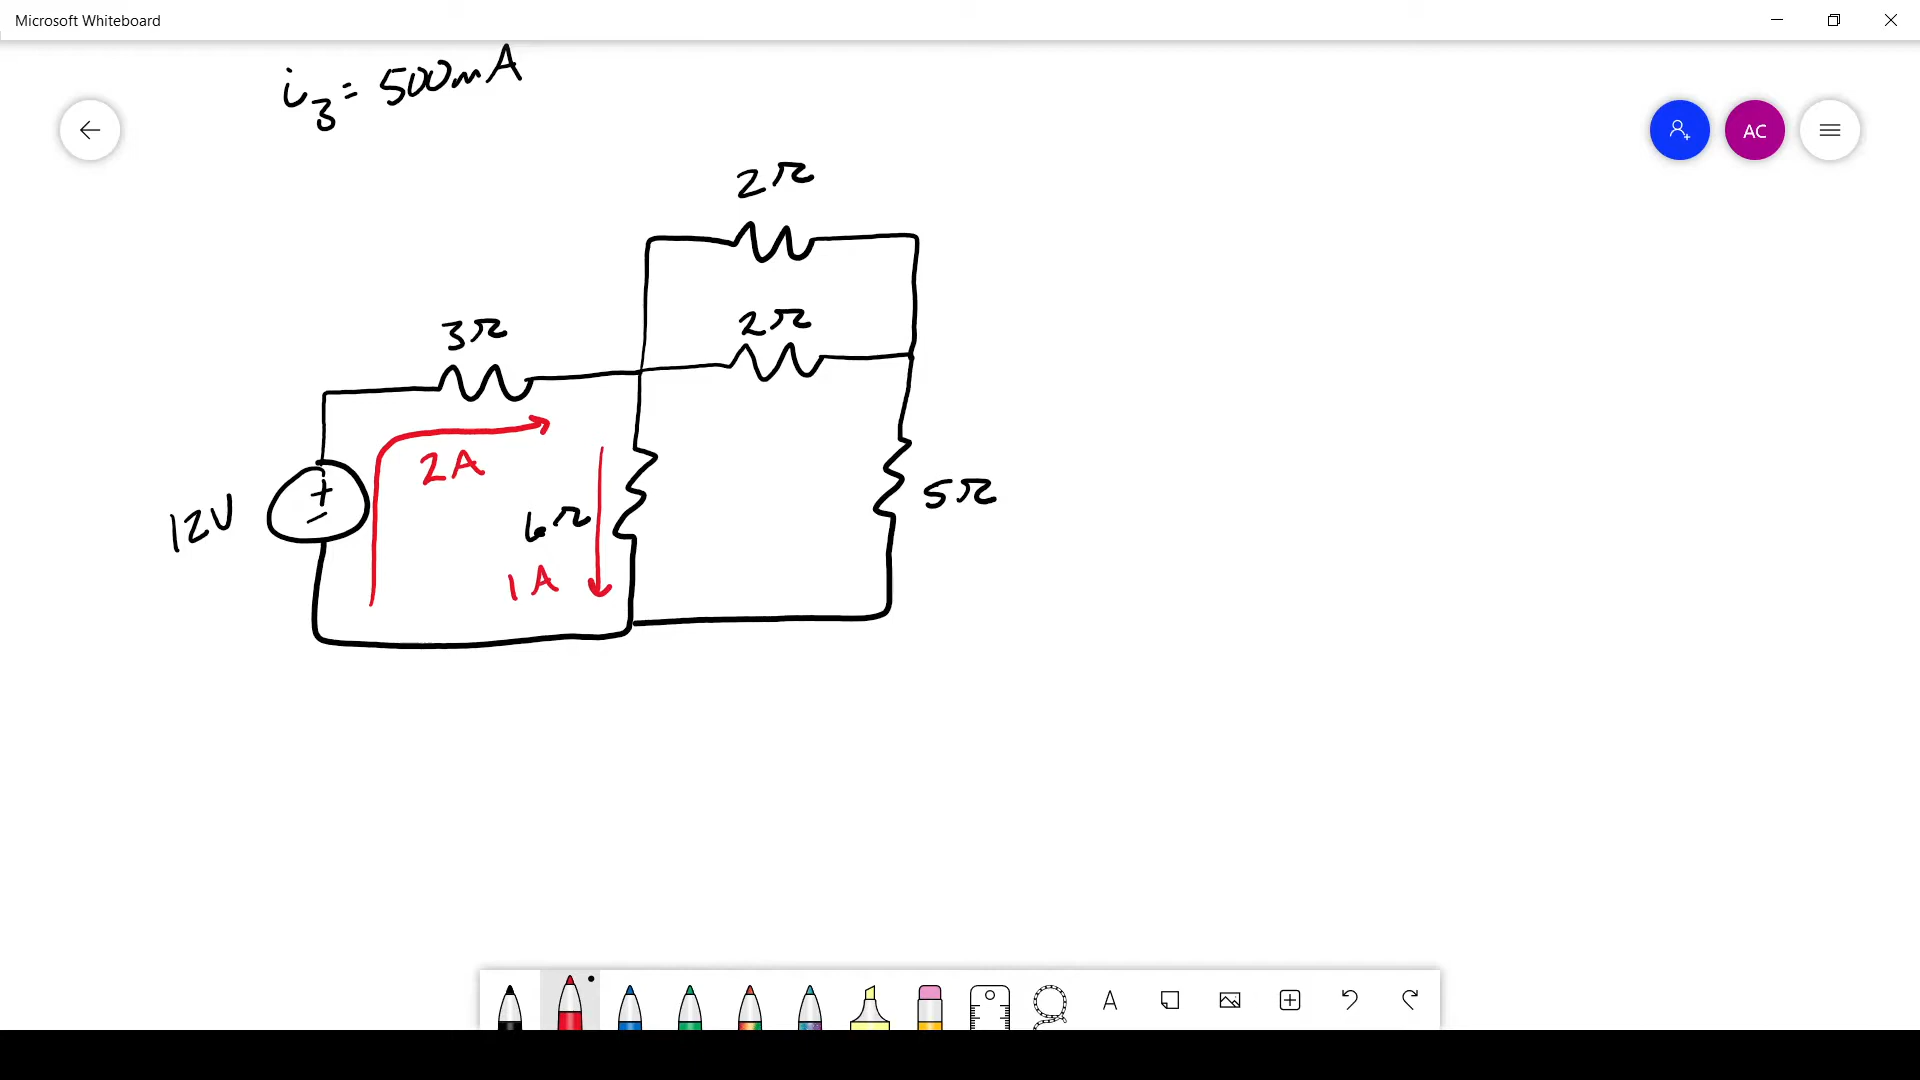 Microsoft Whiteboard
i₃ = 500mA
AC
2Ω
2Ω
3Ω
2A
12V
+
−
6Ω
5Ω
1A
A